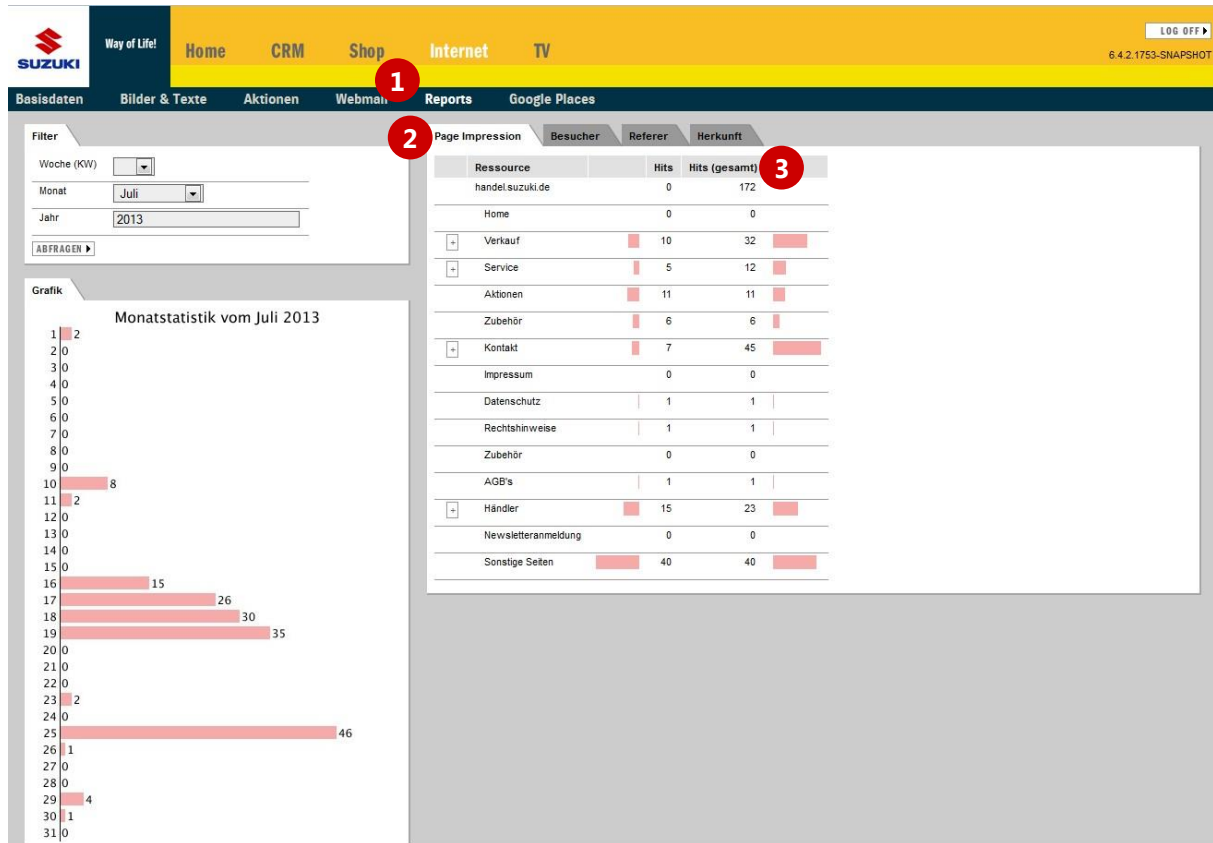 SUZUKI
Way of Life!
Home CRM Shop Internet TV
LOG OFF
6.4.2.1753-SNAPSHOT
1
Basisdaten Bilder & Texte Aktionen Webmail Reports Google Places
Filter
Woche (KW)
Monat Juli
Jahr 2013
ABFRAGEN
Grafik
Monatstatistik vom Juli 2013
1 2
2 0
3 0
4 0
5 0
6 0
7 0
8 0
9 0
10 8
11 2
12 0
13 0
14 0
15 0
16 15
17 26
18 30
19 35
20 0
21 0
22 0
23 2
24 0
25 46
26 1
27 0
28 0
29 4
30 1
31 0
2
Page Impression Besucher Referer Herkunft
Ressource Hits Hits (gesamt) 3
handel.suzuki.de 0 172
Home 0 0
+ Verkauf 10 32
+ Service 5 12
Aktionen 11 11
Zubehör 6 6
+ Kontakt 7 45
Impressum 0 0
Datenschutz 1 1
Rechtshinweise 1 1
Zubehör 0 0
AGB's 1 1
+ Händler 15 23
Newsletteranmeldung 0 0
Sonstige Seiten 40 40